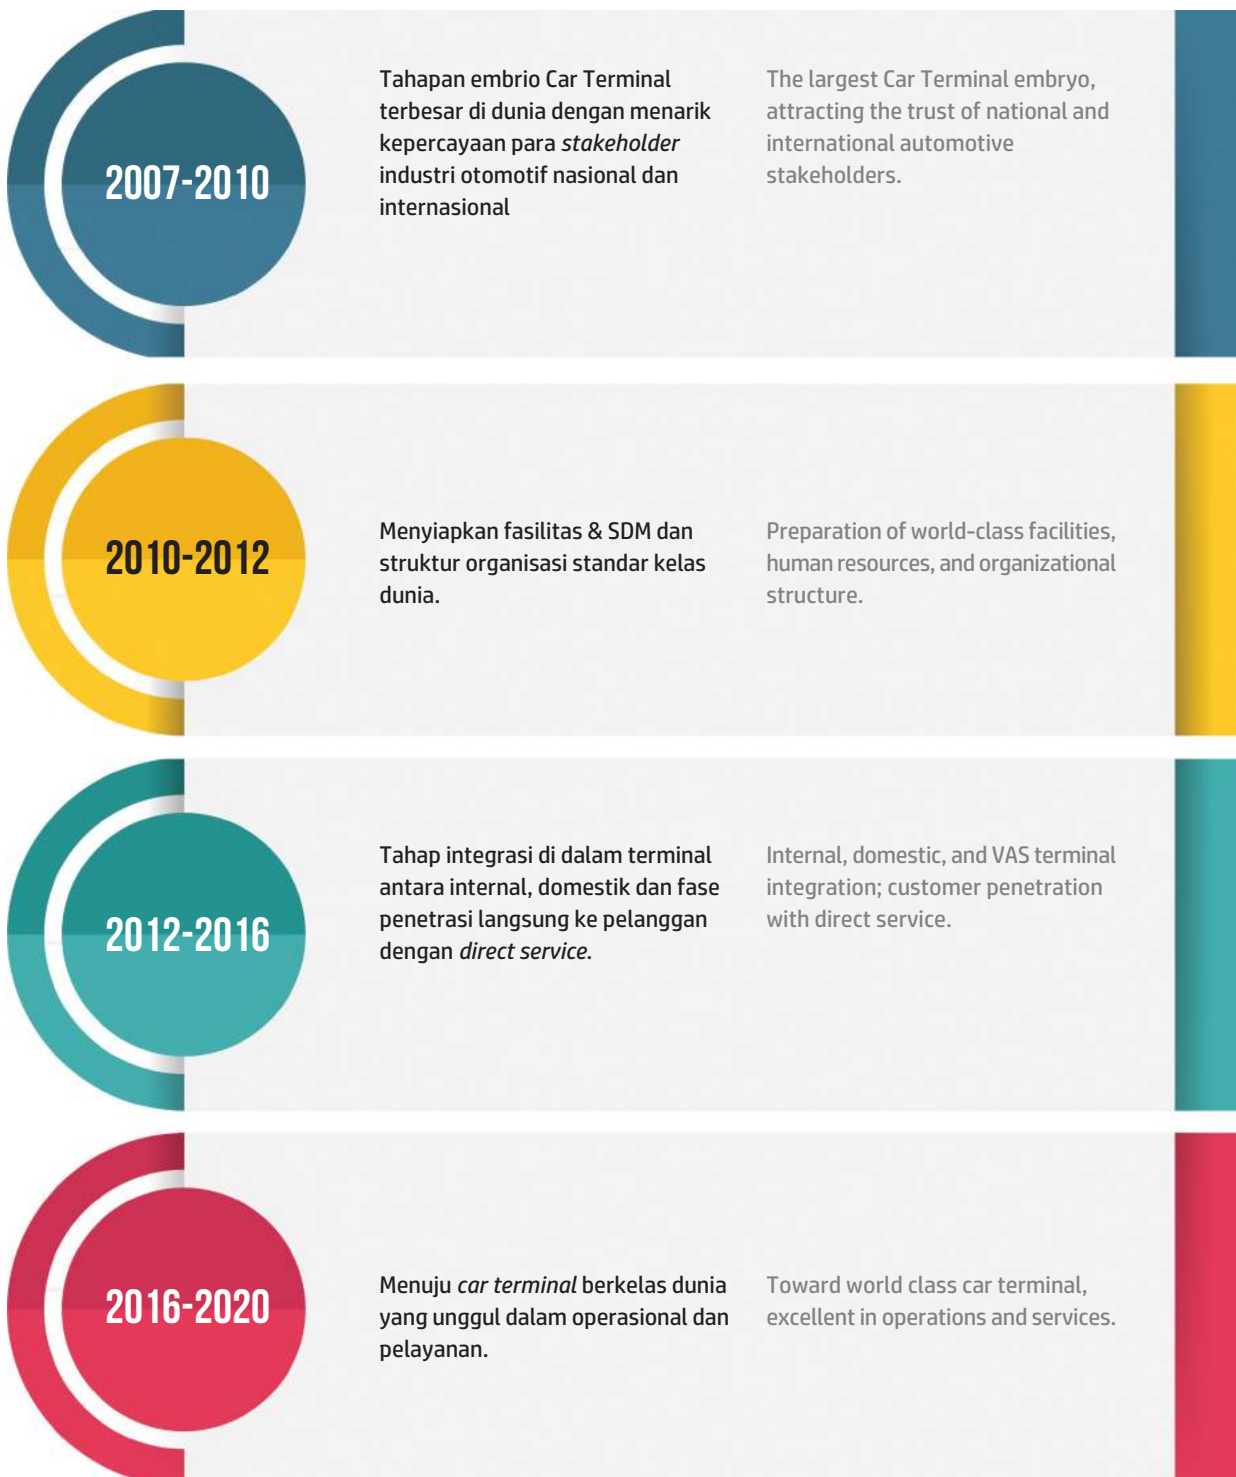 2007-2010
Tahapan embrio Car Terminal
terbesar di dunia dengan menarik
kepercayaan para stakeholder
industri otomotif nasional dan
internasional
The largest Car Terminal embryo,
attracting the trust of national and
international automotive
stakeholders.
2010-2012
Menyiapkan fasilitas & SDM dan
struktur organisasi standar kelas
dunia.
Preparation of world-class facilities,
human resources, and organizational
structure.
2012-2016
Tahap integrasi di dalam terminal
antara internal, domestik dan fase
penetrasi langsung ke pelanggan
dengan direct service.
Internal, domestic, and VAS terminal
integration; customer penetration
with direct service.
2016-2020
Menuju car terminal berkelas dunia
yang unggul dalam operasional dan
pelayanan.
Toward world class car terminal,
excellent in operations and services.